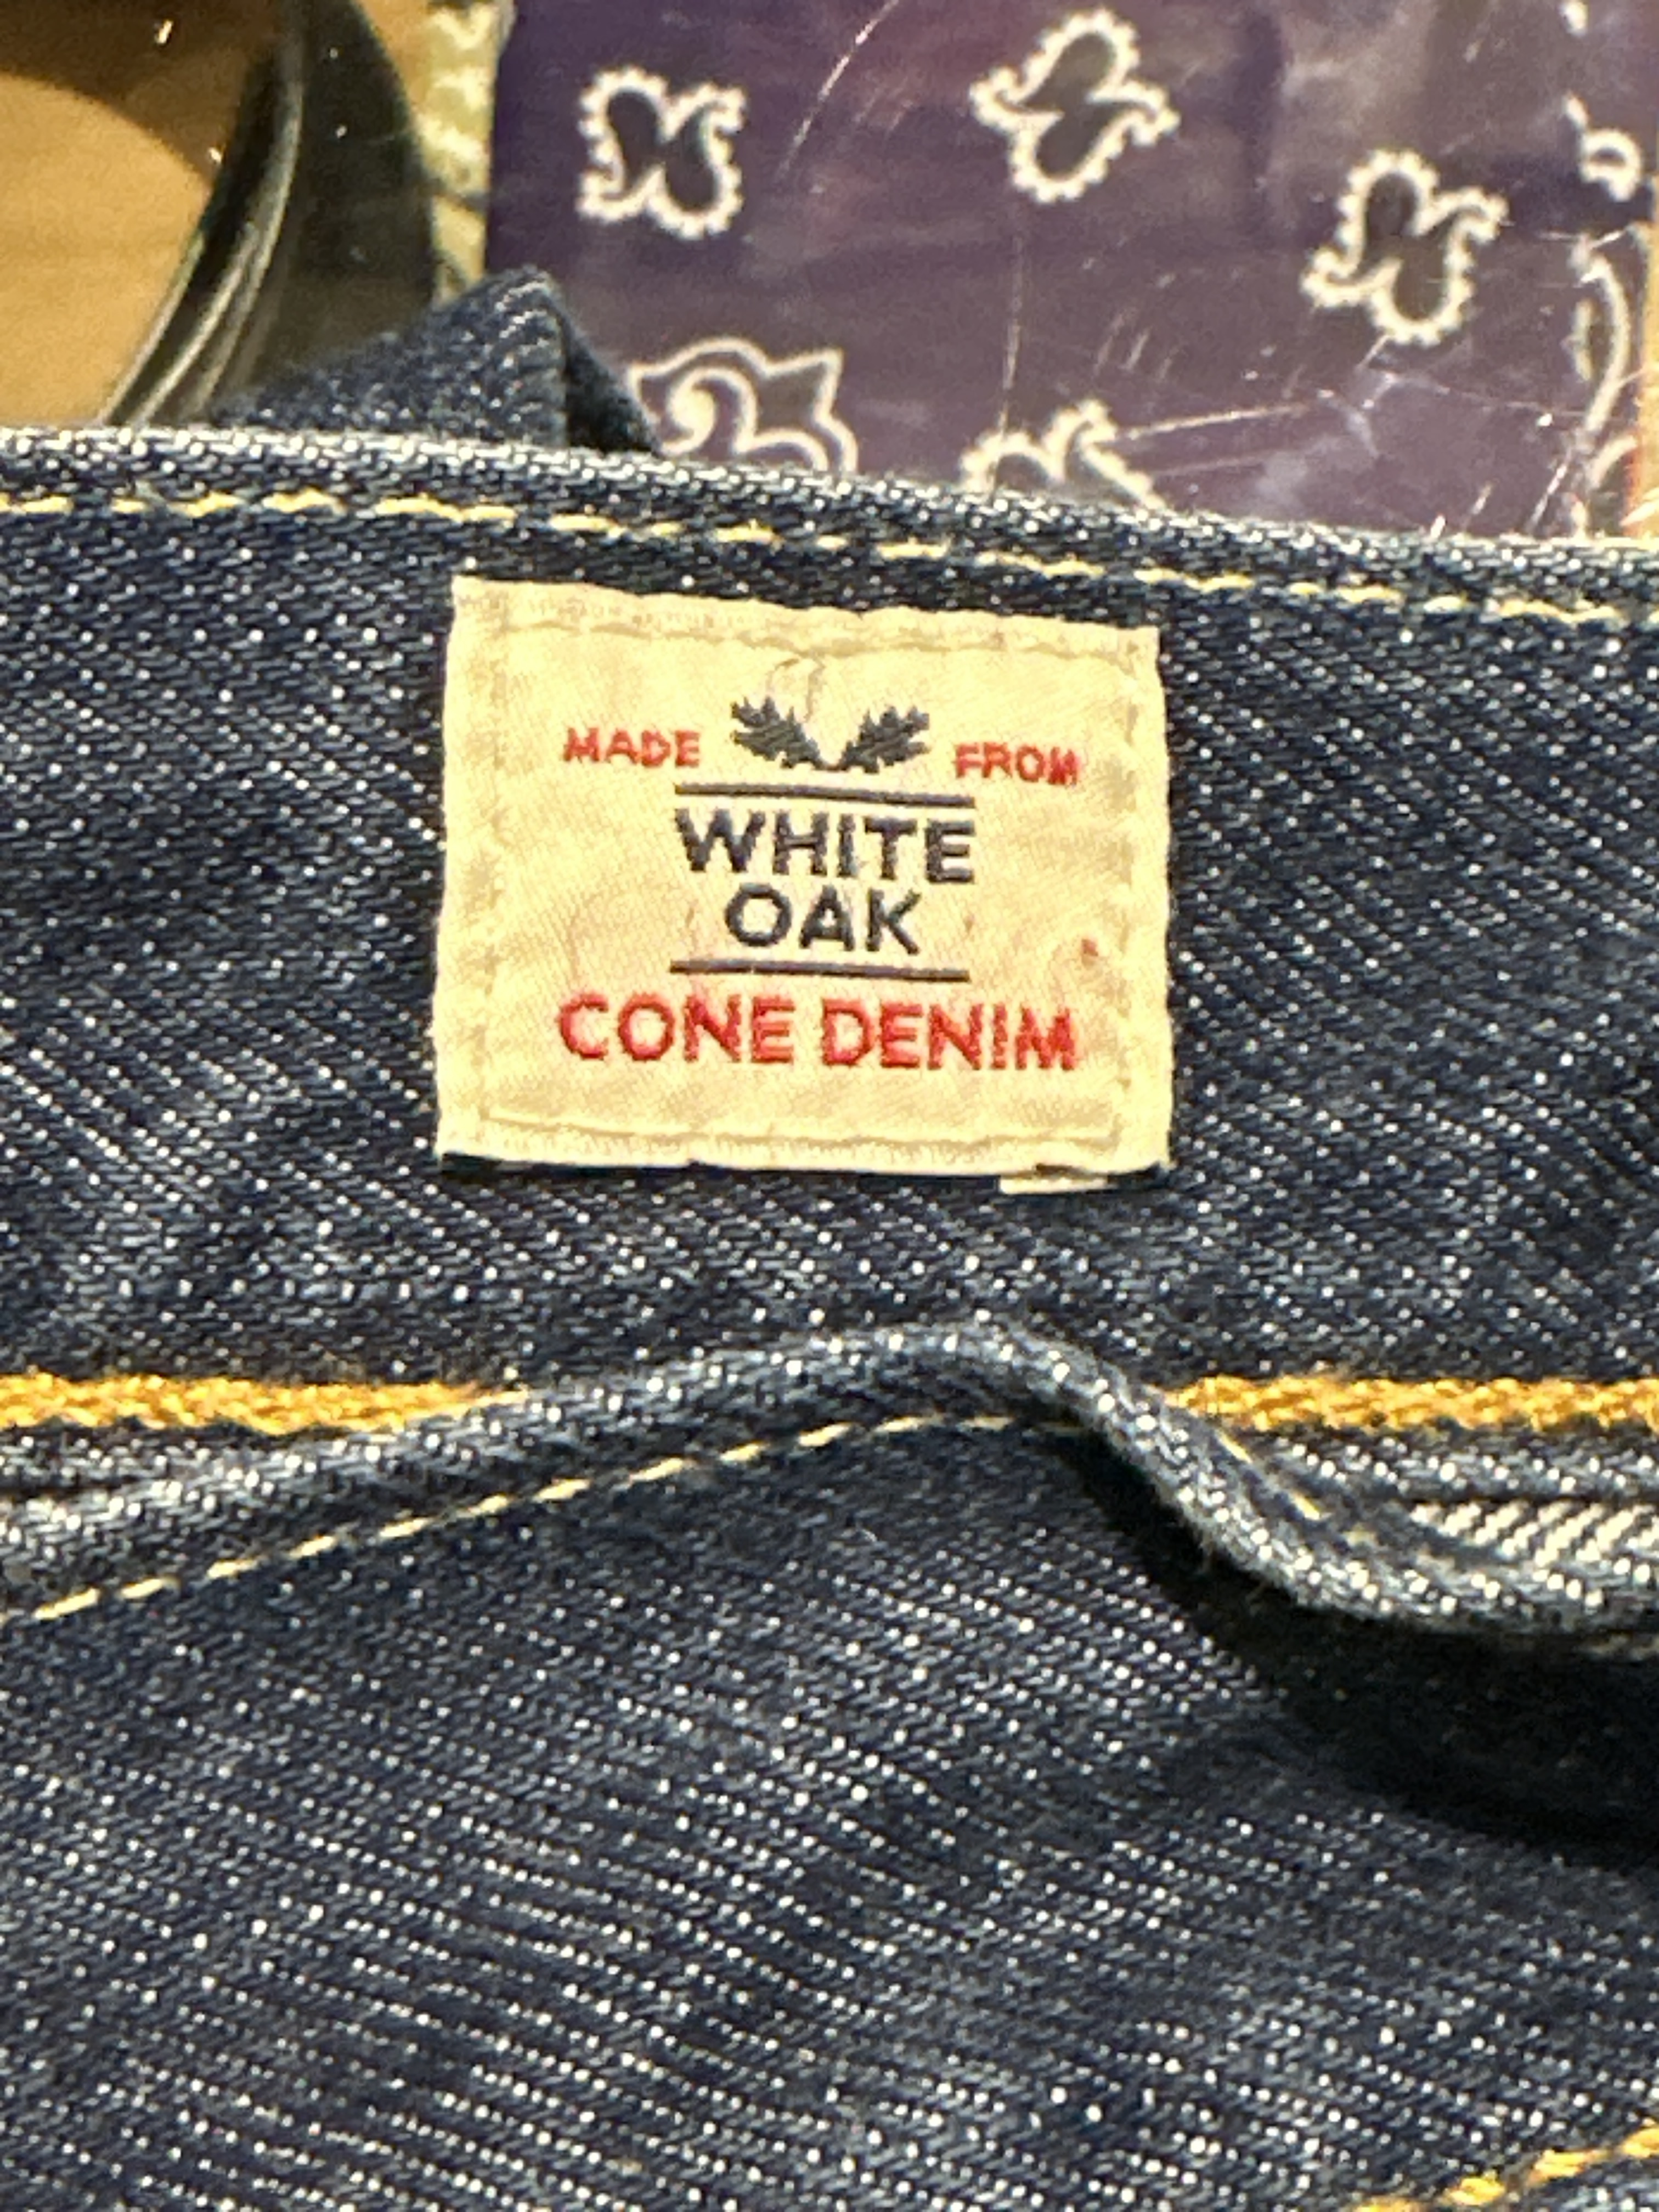 MADE FROM
WHITE
OAK
CONE DENIM